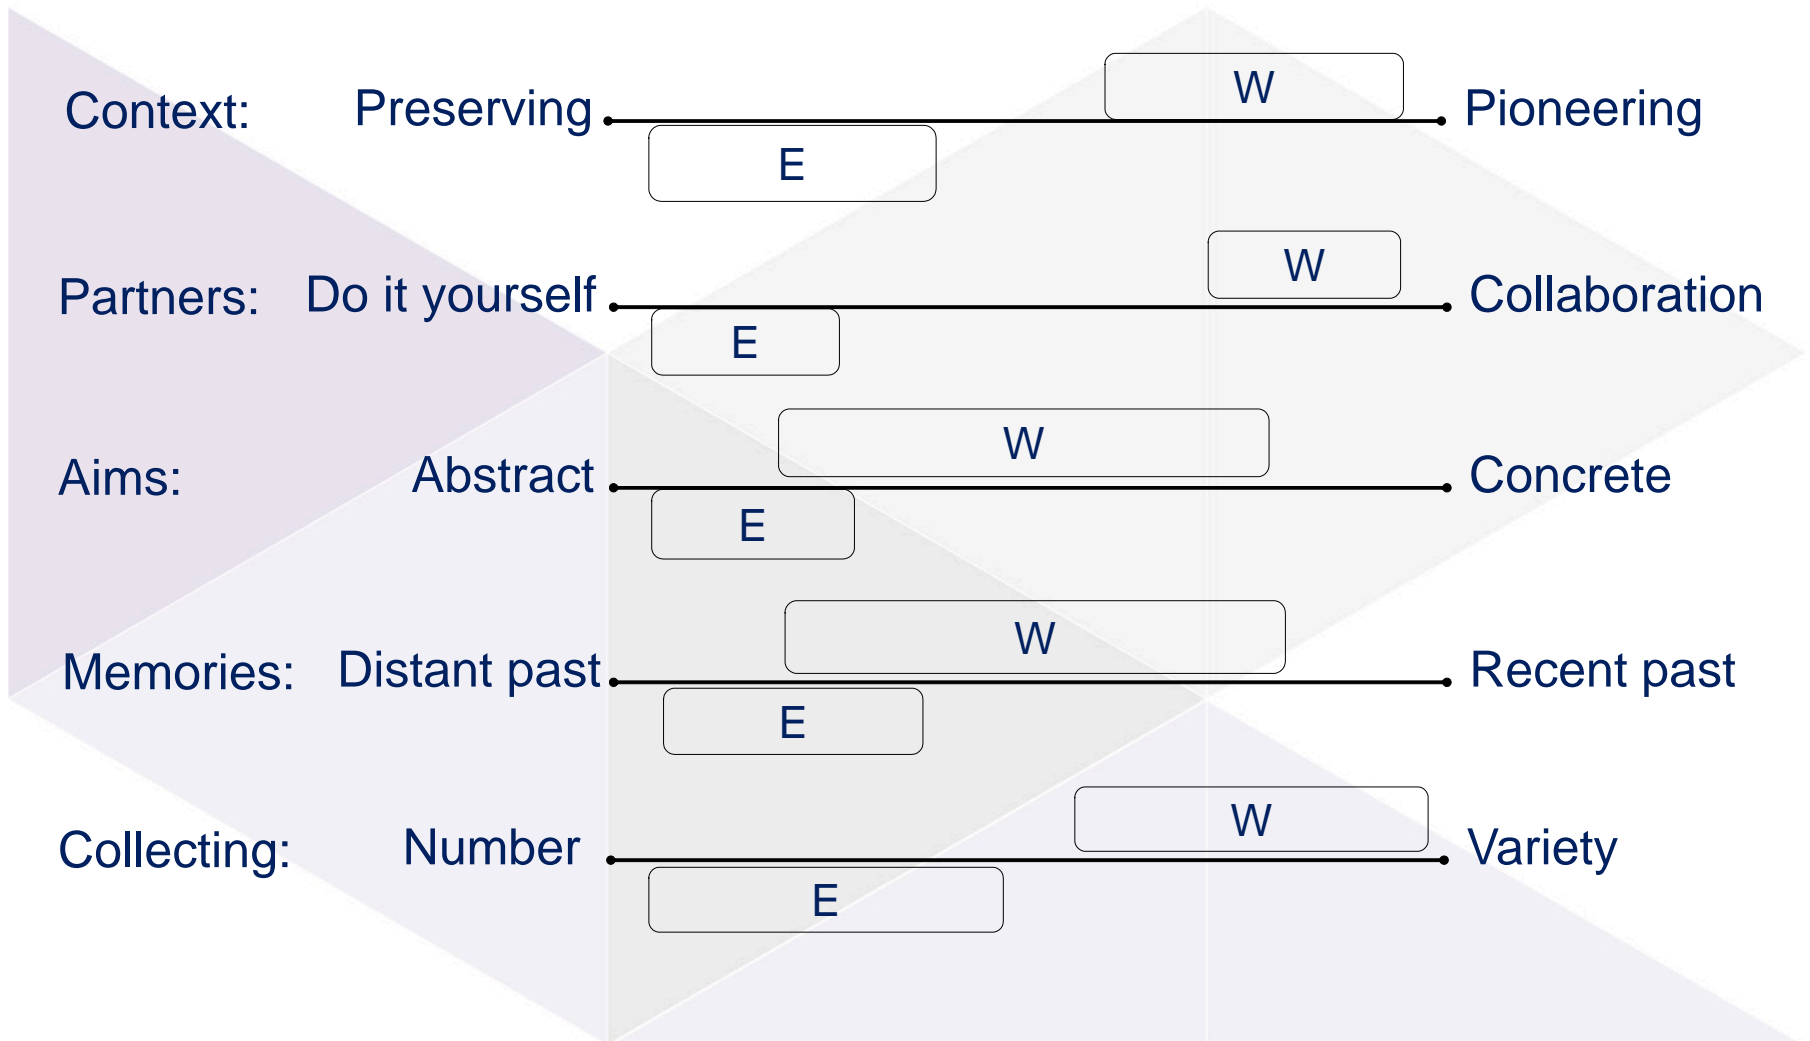 W
Context: Preserving Pioneering
E
W
Partners: Do it yourself Collaboration
E
W
Aims: Abstract Concrete
E
W
Memories: Distant past Recent past
E
W
Collecting: Number Variety
E